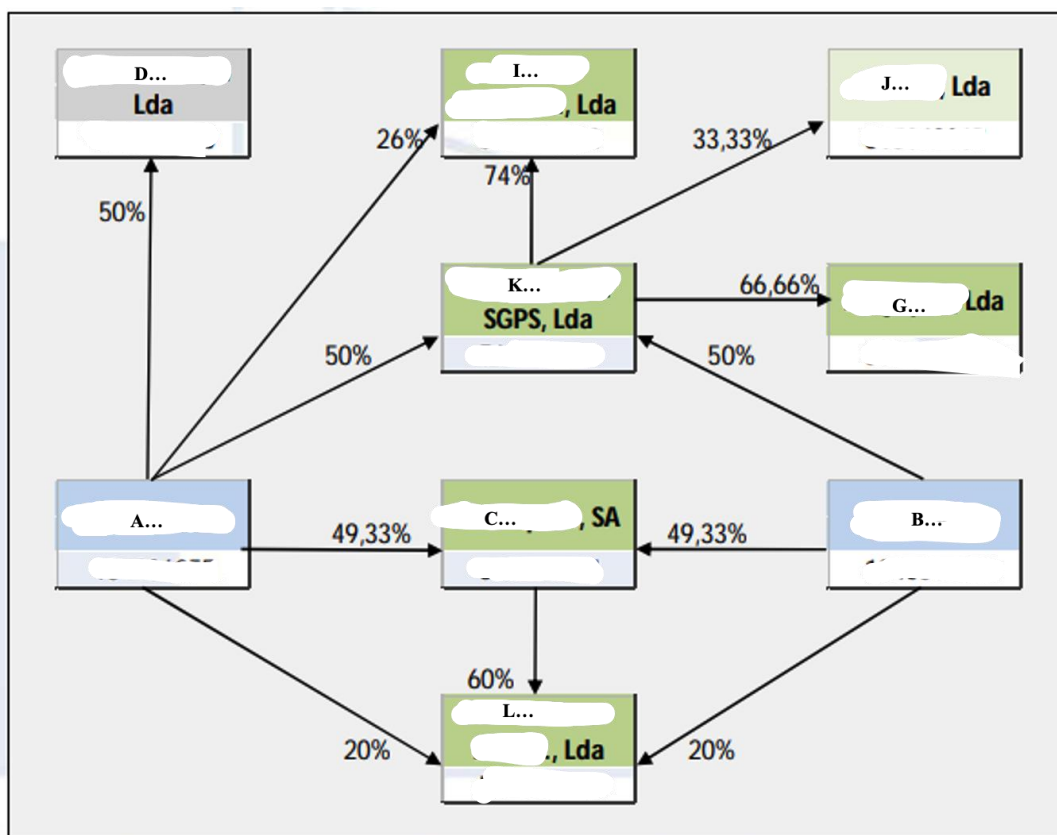 D...
Lda
I...
, Lda
J...
, Lda
26%
33,33%
74%
50%
K...
SGPS, Lda
66,66%
G...
Lda
50%
50%
A...
C...
, SA
B...
49,33%
49,33%
60%
L...
., Lda
20%
20%